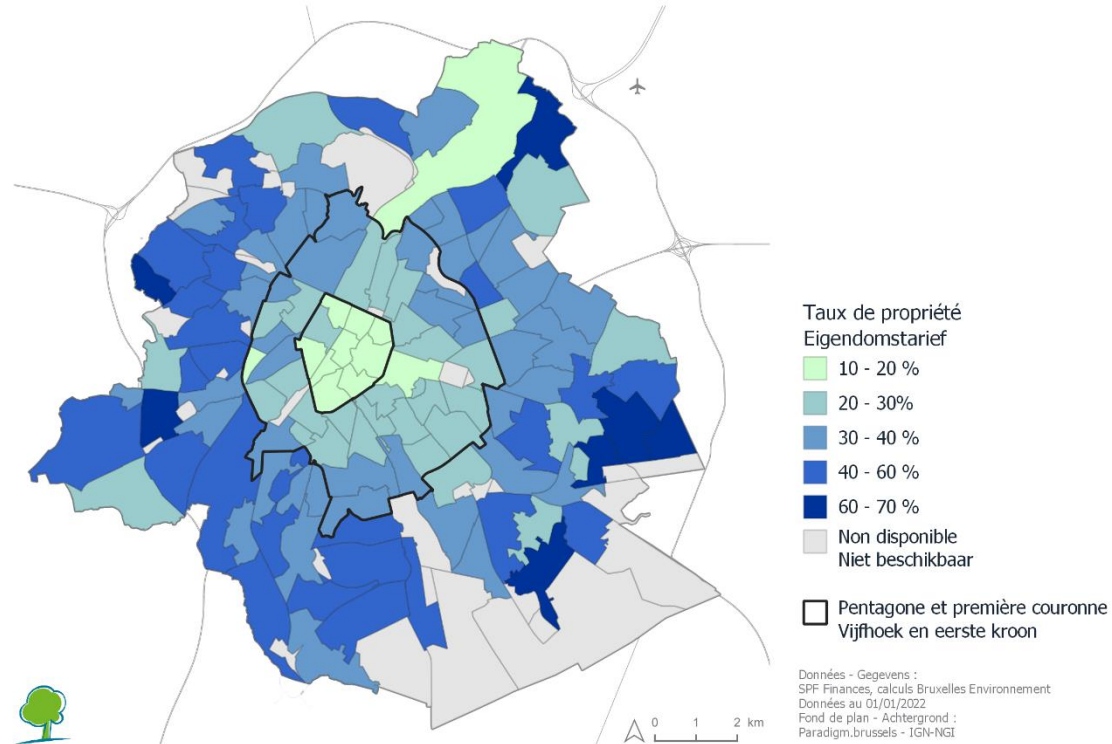 Taux de propriété
Eigendomstarief
10 - 20 %
20 - 30%
30 - 40 %
40 - 60 %
60 - 70 %
Non disponible
Niet beschikbaar
Pentagone et première couronne
Vijfhoek en eerste kroon
Données - Gegevens :
SPF Finances, calculs Bruxelles Environnement
Données au 01/01/2022
Fond de plan - Achtergrond :
Paradigm.brussels - IGN-NGI
0 1 2 km